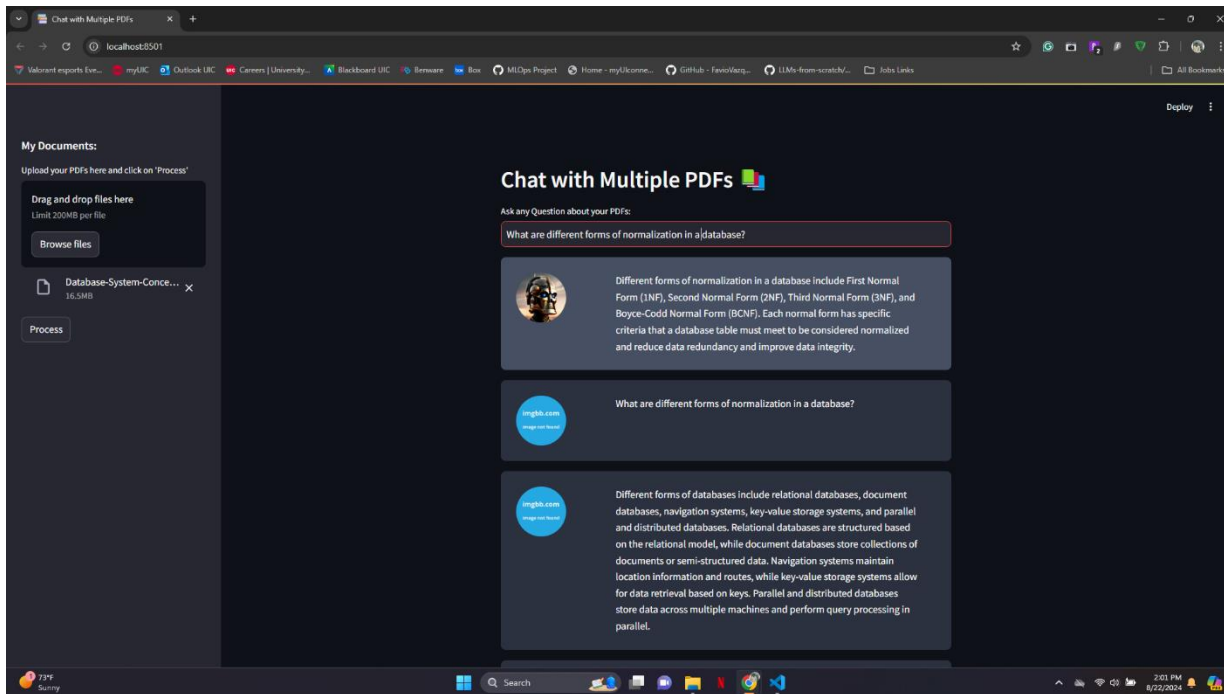 Chat with Multiple PDFs
localhost:8501
Valorant esports Eve...
myUIC
Outlook UIC
Careers | University...
Blackboard UIC
Benware
Box
MLOps Project
Home - myUIconne...
GitHub - FavioVazq...
LLMs-from-scratch/...
Jobs Links
All Bookmarks
Deploy
My Documents:
Upload your PDFs here and click on 'Process'
Drag and drop files here
Limit 200MB per file
Browse files
Database-System-Conce...
16.5MB
Process
Chat with Multiple PDFs
Ask any Question about your PDFs:
What are different forms of normalization in a database?
Different forms of normalization in a database include First Normal
Form (1NF), Second Normal Form (2NF), Third Normal Form (3NF), and
Boyce-Codd Normal Form (BCNF). Each normal form has specific
criteria that a database table must meet to be considered normalized
and reduce data redundancy and improve data integrity.
imgbb.com
image not found
What are different forms of normalization in a database?
imgbb.com
image not found
Different forms of databases include relational databases, document
databases, navigation systems, key-value storage systems, and parallel
and distributed databases. Relational databases are structured based
on the relational model, while document databases store collections of
documents or semi-structured data. Navigation systems maintain
location information and routes, while key-value storage systems allow
for data retrieval based on keys. Parallel and distributed databases
store data across multiple machines and perform query processing in
parallel.
73°F
Sunny
Search
2:01 PM
8/22/2024